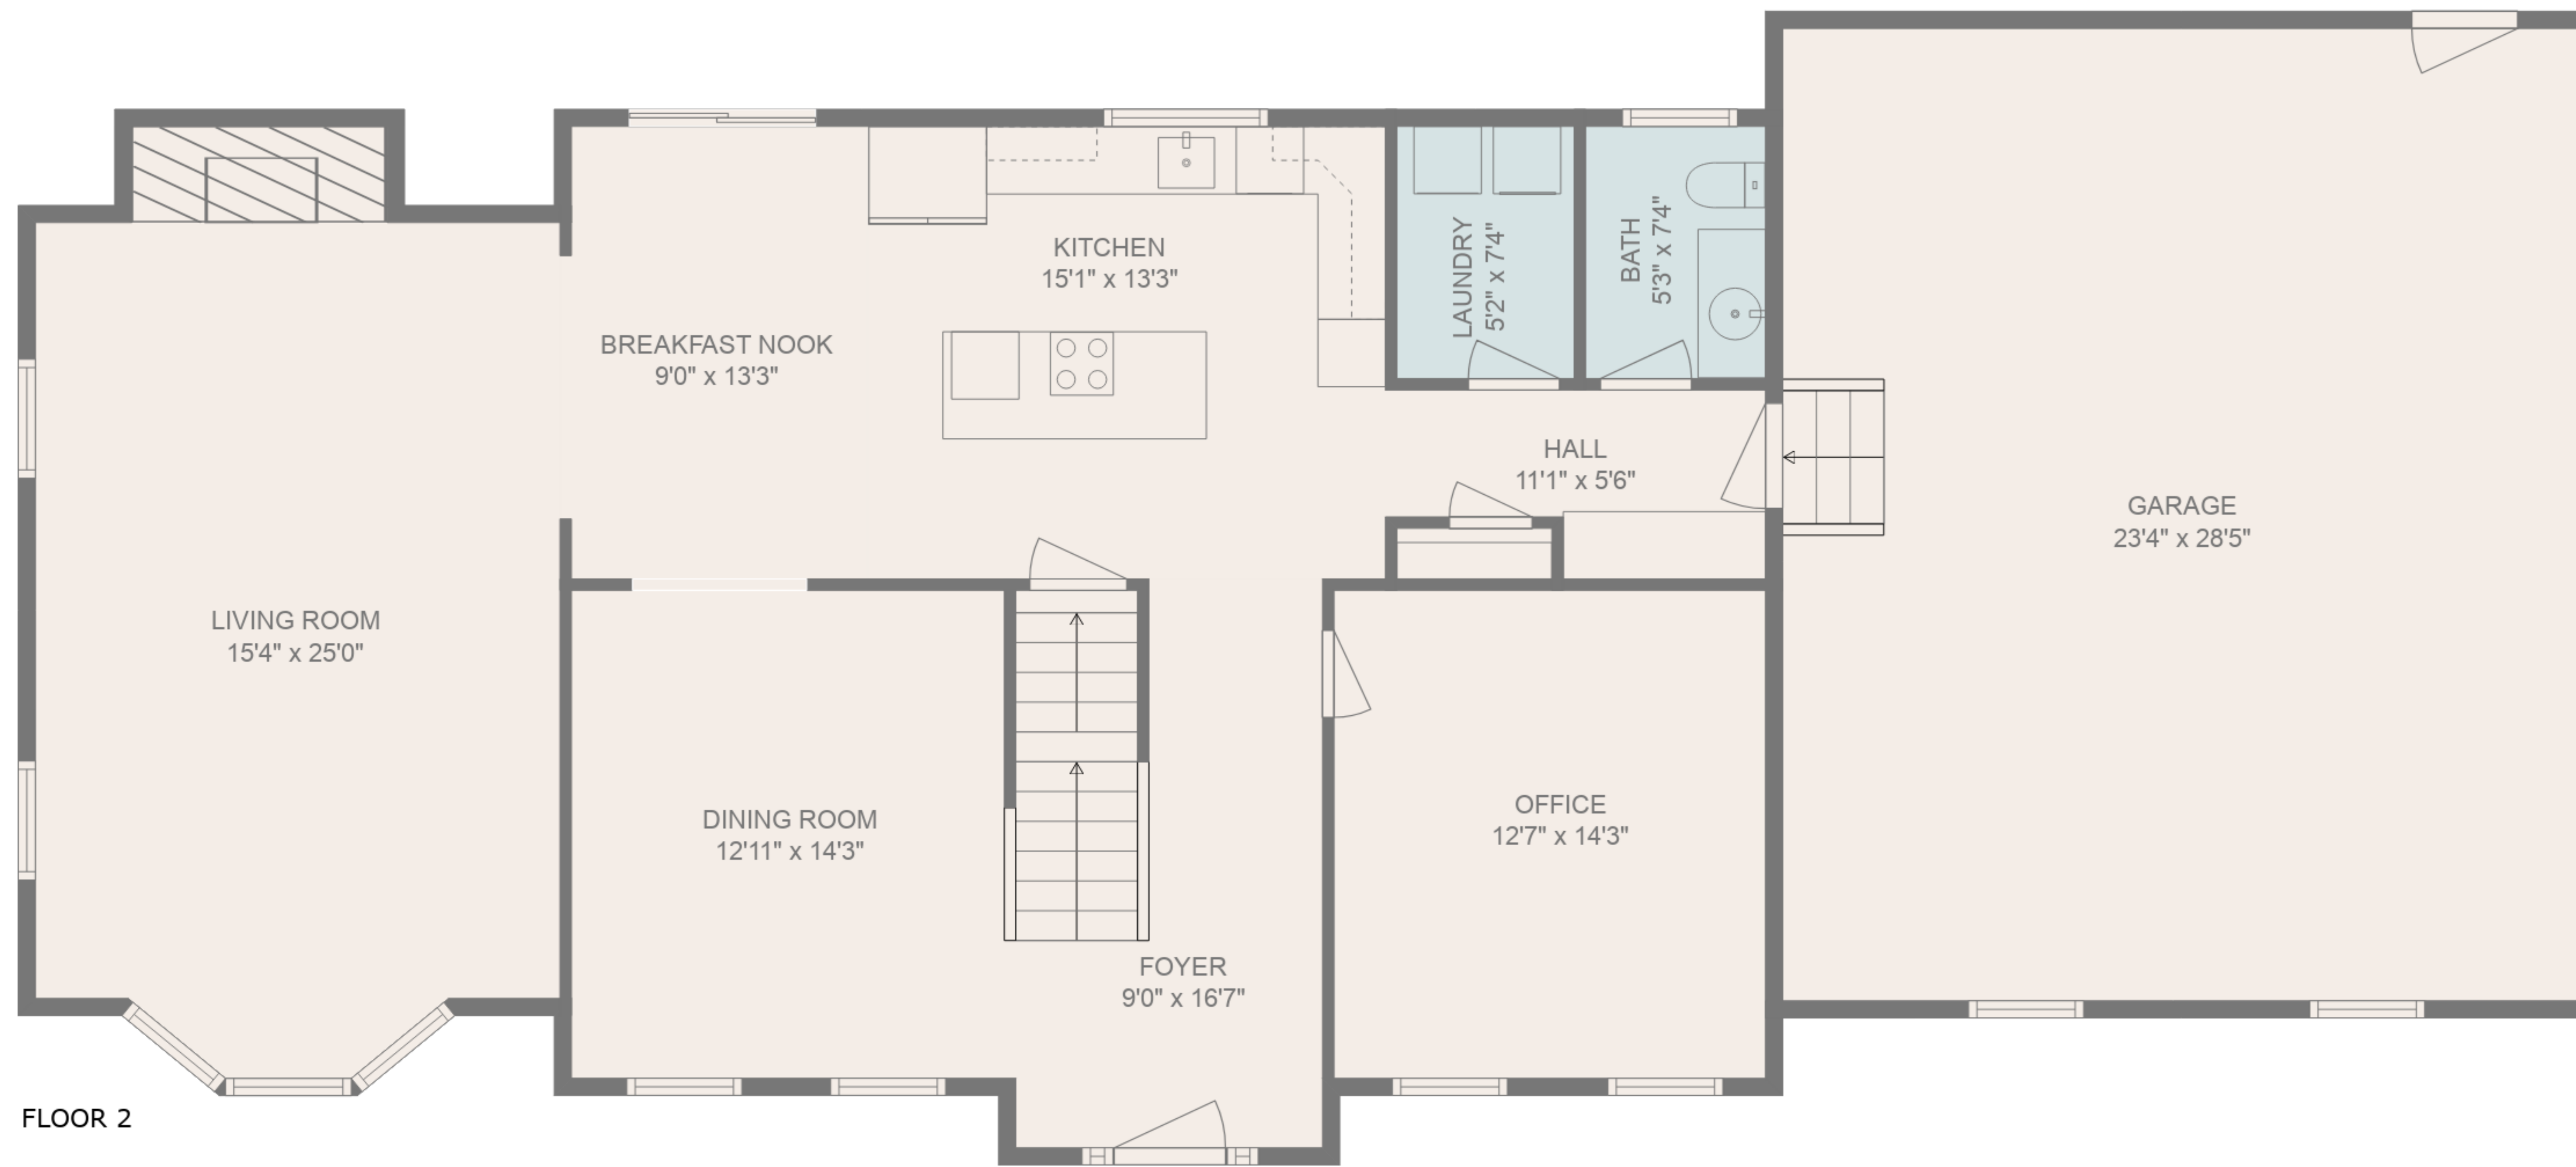 KITCHEN
15'1" x 13'3"
LAUNDRY
5'2" x 7'4"
BATH
5'3" x 7'4"
BREAKFAST NOOK
9'0" x 13'3"
HALL
11'1" x 5'6"
GARAGE
23'4" x 28'5"
LIVING ROOM
15'4" x 25'0"
DINING ROOM
12'11" x 14'3"
OFFICE
12'7" x 14'3"
FOYER
9'0" x 16'7"
FLOOR 2